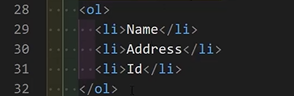 28 <ol>
29 <li>Name</li>
30 <li>Address</li>
31 <li>Id</li>
32 </ol>